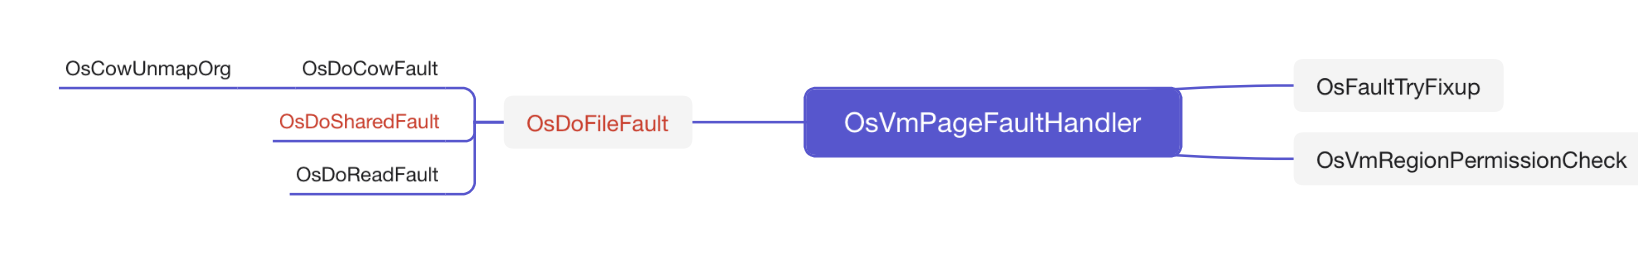 OsCowUnmapOrg
OsDoCowFault
OsDoSharedFault
OsDoReadFault
OsDoFileFault
OsVmPageFaultHandler
OsFaultTryFixup
OsVmRegionPermissionCheck